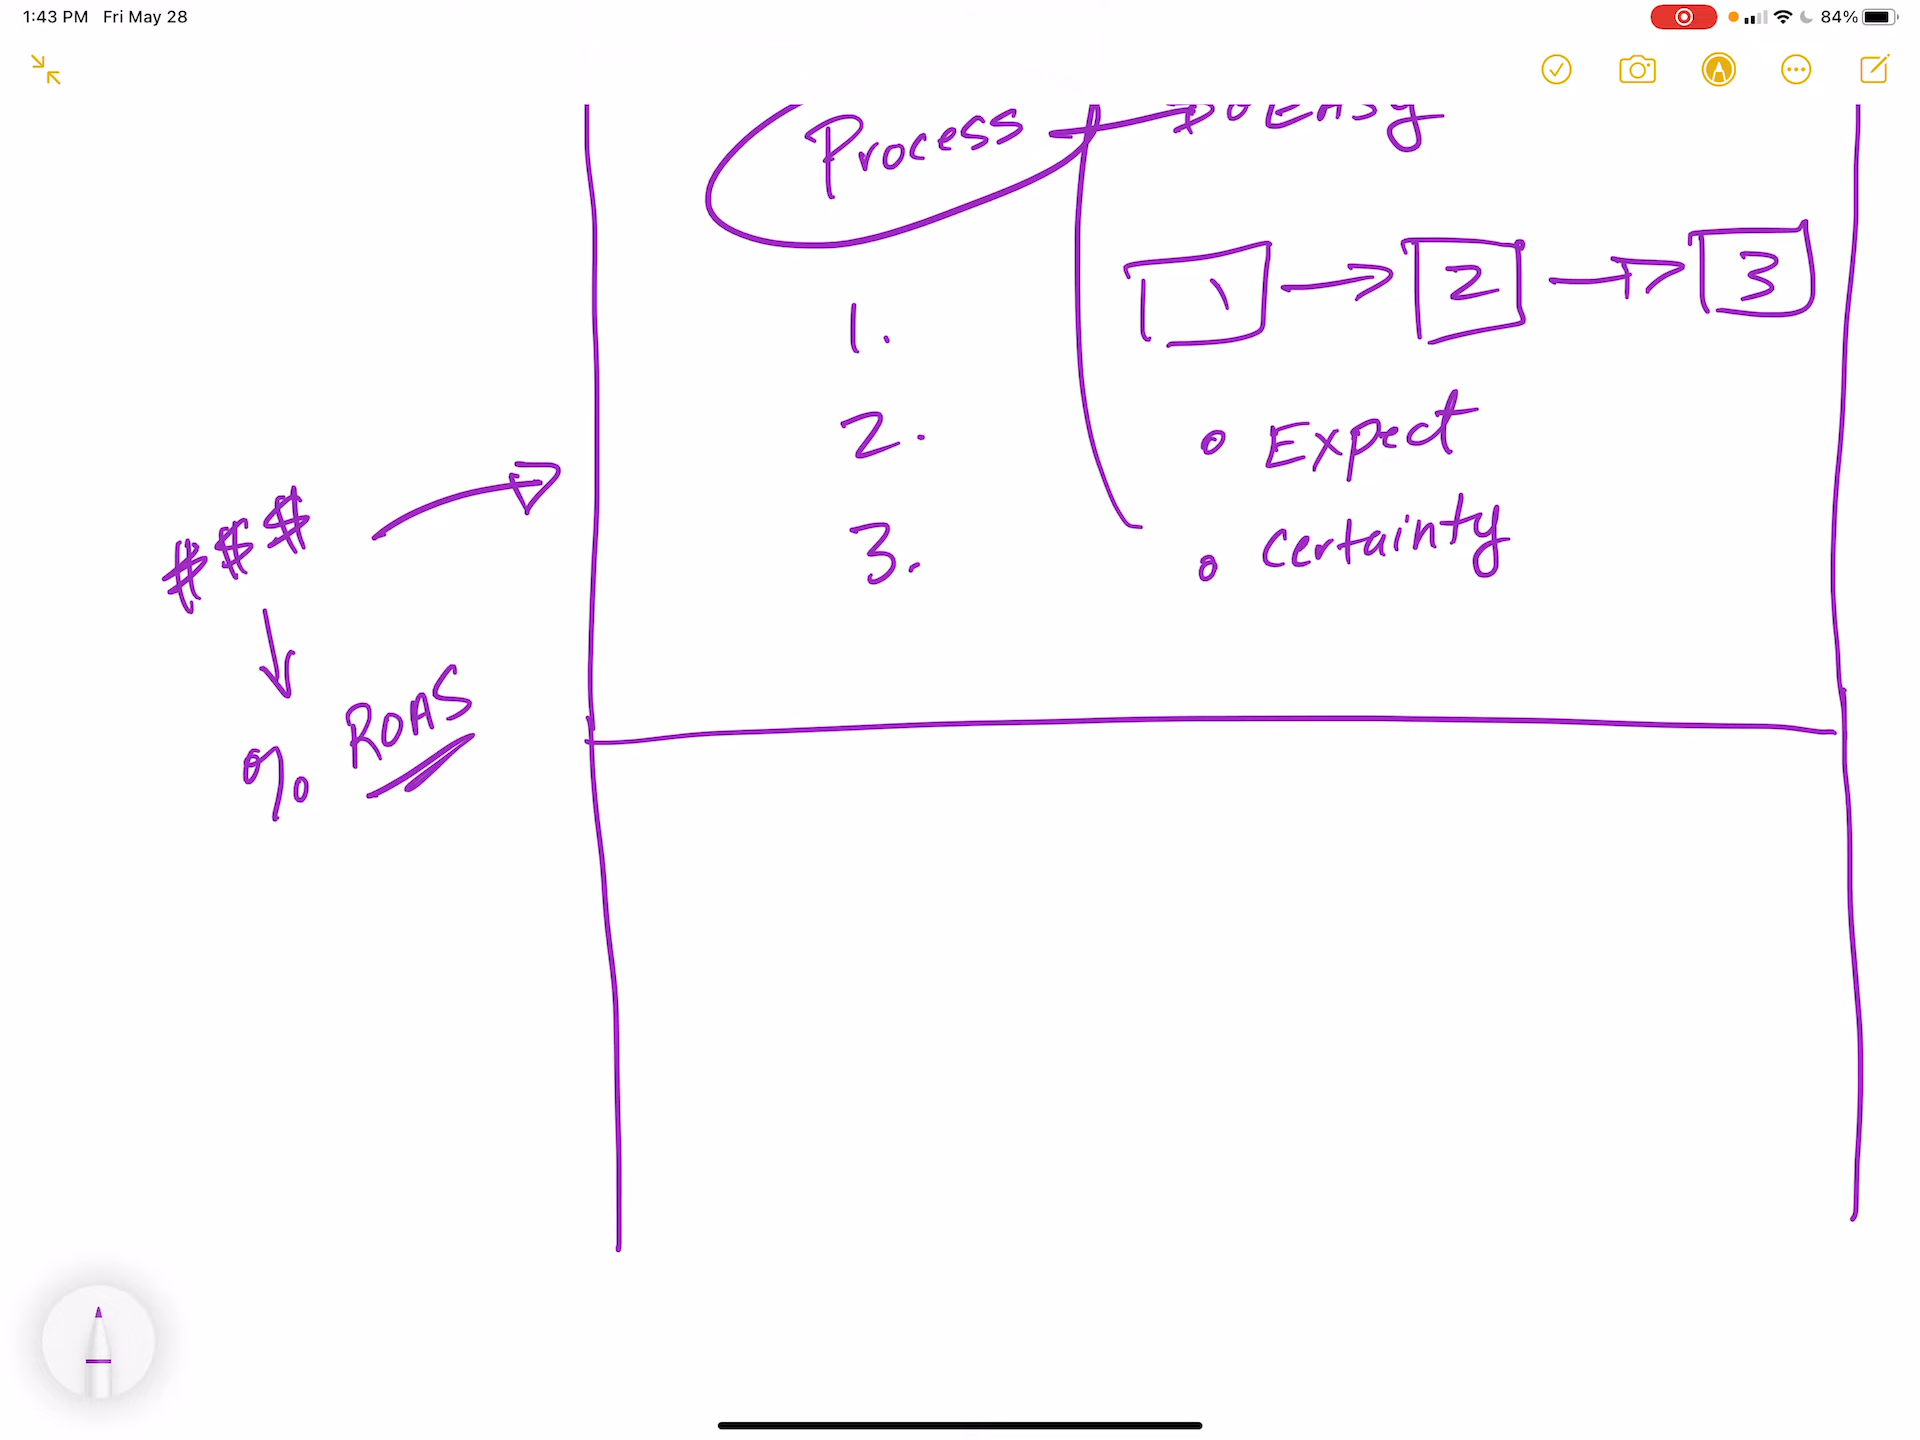 1:43 PM Fri May 28
84%
Process
1 2 3
1.
2.
3.
Expect
certainty
$$$
% ROAS